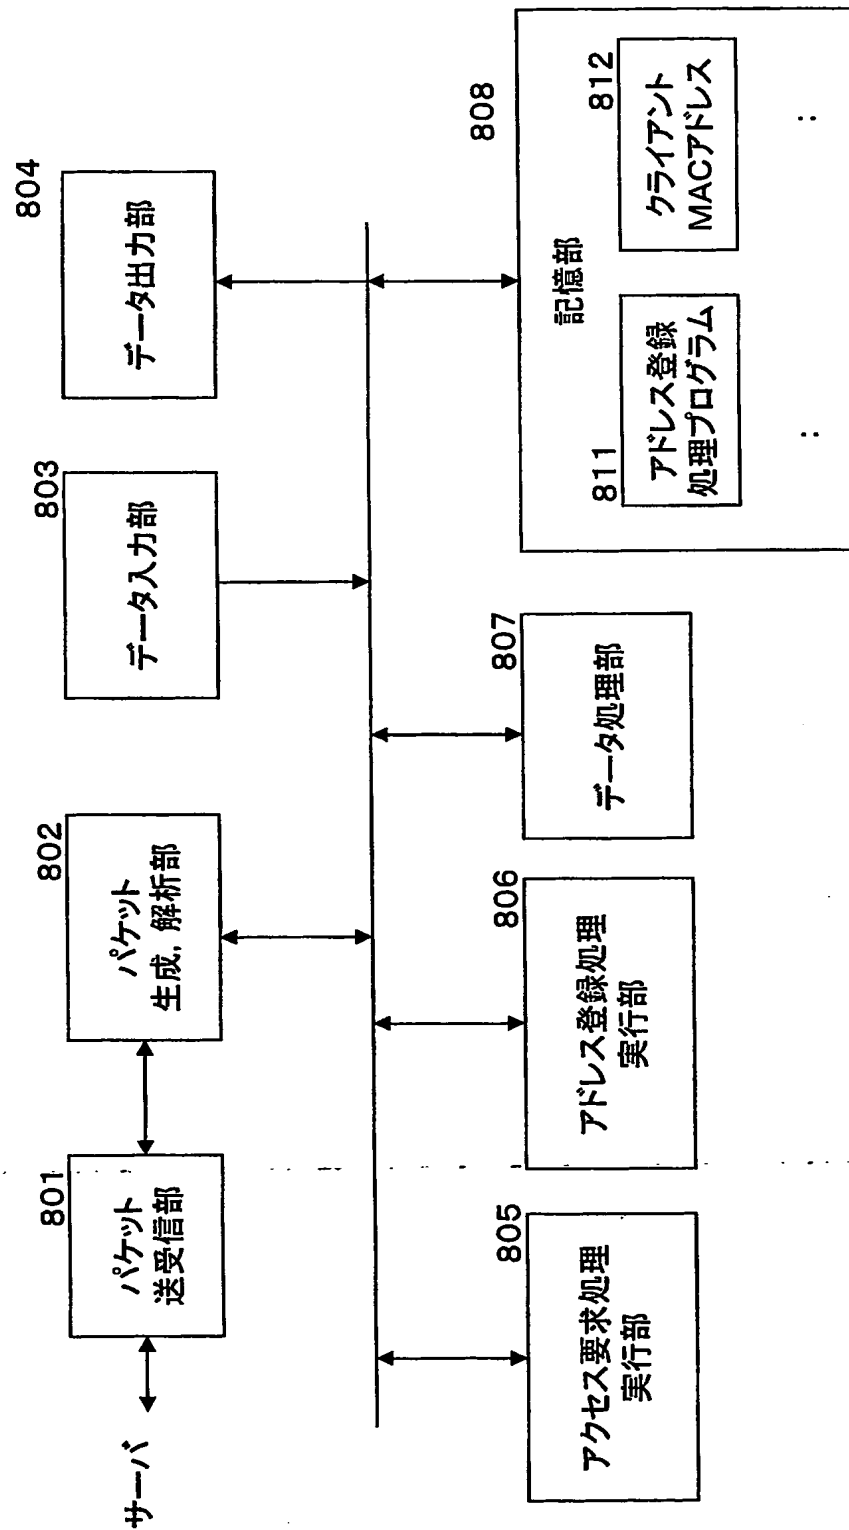 サーバ
801
パケット
送受信部
802
パケット
生成, 解析部
803
データ入力部
804
データ出力部
805
アクセス要求処理
実行部
806
アドレス登録処理
実行部
807
データ処理部
808
記憶部
811
アドレス登録
処理プログラム
:
812
クライアント
MACアドレス
: